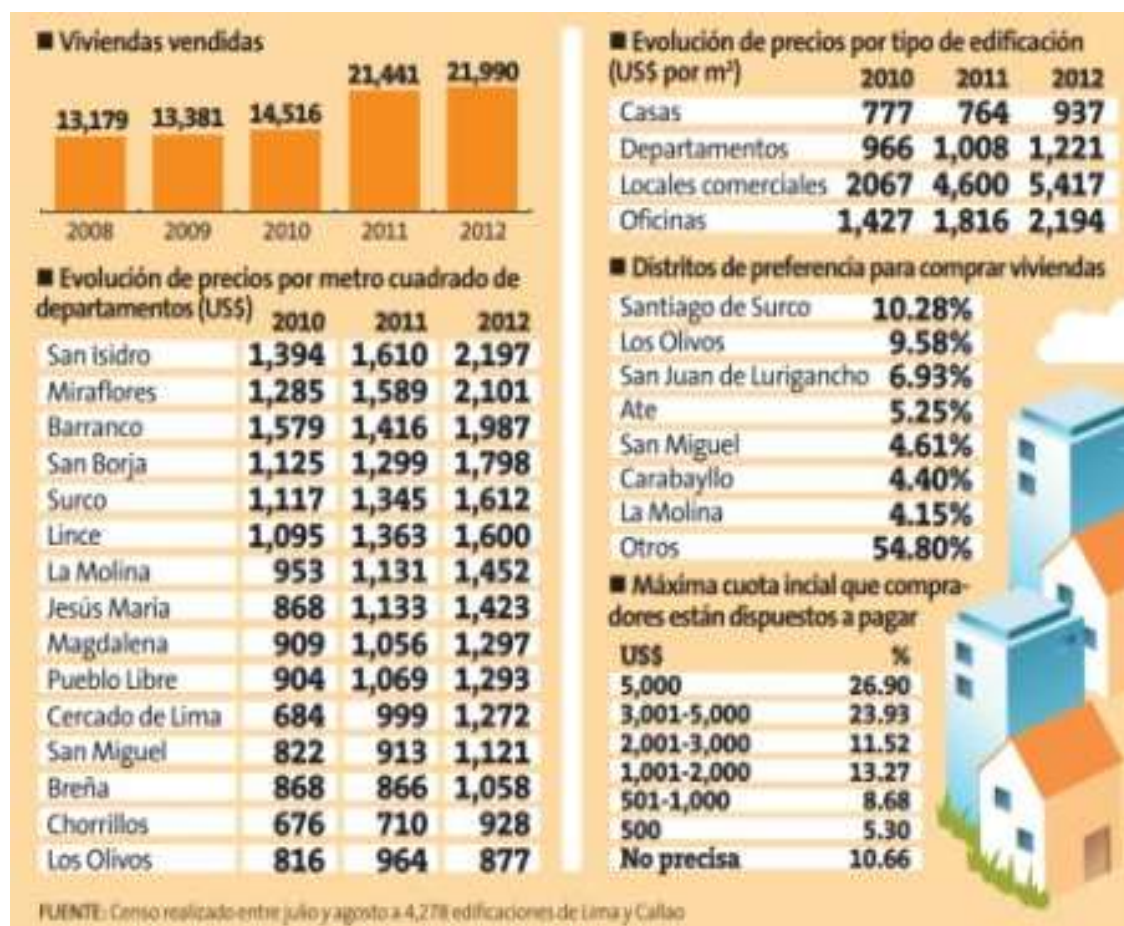 ■ Viviendas vendidas
13,179 13,381 14,516 21,441 21,990
2008 2009 2010 2011 2012
■ Evolución de precios por metro cuadrado de
departamentos (US$) 2010 2011 2012
San isidro 1,394 1,610 2,197
Miraflores 1,285 1,589 2,101
Barranco 1,579 1,416 1,987
San Borja 1,125 1,299 1,798
Surco 1,117 1,345 1,612
Lince 1,095 1,363 1,600
La Molina 953 1,131 1,452
Jesús María 868 1,133 1,423
Magdalena 909 1,056 1,297
Pueblo Libre 904 1,069 1,293
Cercado de Lima 684 999 1,272
San Miguel 822 913 1,121
Breña 868 866 1,058
Chorrillos 676 710 928
Los Olivos 816 964 877
■ Evolución de precios por tipo de edificación
(US$ por m²) 2010 2011 2012
Casas 777 764 937
Departamentos 966 1,008 1,221
Locales comerciales 2067 4,600 5,417
Oficinas 1,427 1,816 2,194
■ Distritos de preferencia para comprar viviendas
Santiago de Surco 10.28%
Los Olivos 9.58%
San Juan de Lurigancho 6.93%
Ate 5.25%
San Miguel 4.61%
Carabayllo 4.40%
La Molina 4.15%
Otros 54.80%
■ Máxima cuota incial que compra-
dores están dispuestos a pagar
US$ %
5,000 26.90
3,001-5,000 23.93
2,001-3,000 11.52
1,001-2,000 13.27
501-1,000 8.68
500 5.30
No precisa 10.66
FUENTE: Censo realizado entre julio y agosto a 4,278 edificaciones de Lima y Callao